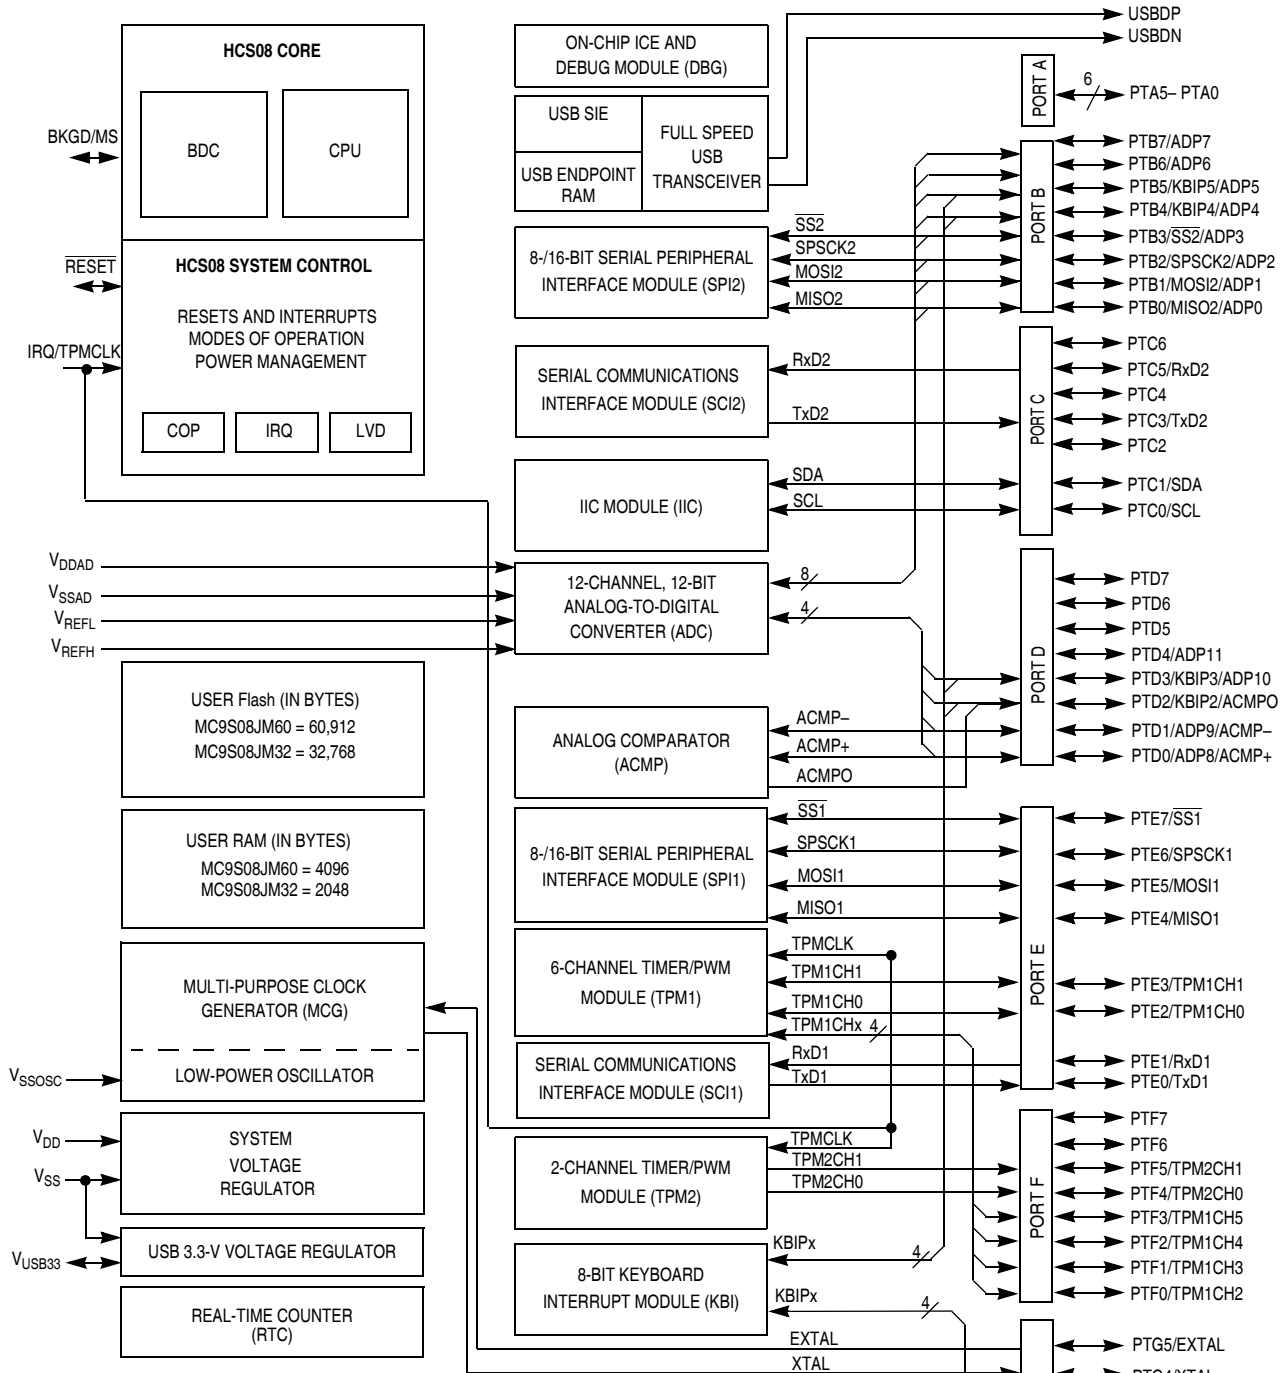 HCS08 CORE
BDC
CPU
BKGD/MS
RESET
HCS08 SYSTEM CONTROL
RESETS AND INTERRUPTS
MODES OF OPERATION
POWER MANAGEMENT
IRQ/TPMCLK
COP
IRQ
LVD
VDDAD
VSSAD
VREFL
VREFH
USER Flash (IN BYTES)
MC9S08JM60 = 60,912
MC9S08JM32 = 32,768
USER RAM (IN BYTES)
MC9S08JM60 = 4096
MC9S08JM32 = 2048
MULTI-PURPOSE CLOCK
GENERATOR (MCG)
LOW-POWER OSCILLATOR
VSSOSC
VDD
VSS
SYSTEM
VOLTAGE
REGULATOR
VUSB33
USB 3.3-V VOLTAGE REGULATOR
REAL-TIME COUNTER
(RTC)
ON-CHIP ICE AND
DEBUG MODULE (DBG)
USB SIE
USB ENDPOINT
RAM
FULL SPEED
USB
TRANSCEIVER
8-/16-BIT SERIAL PERIPHERAL
INTERFACE MODULE (SPI2)
SS2
SPSCK2
MOSI2
MISO2
SERIAL COMMUNICATIONS
INTERFACE MODULE (SCI2)
RxD2
TxD2
IIC MODULE (IIC)
SDA
SCL
12-CHANNEL, 12-BIT
ANALOG-TO-DIGITAL
CONVERTER (ADC)
8
4
ANALOG COMPARATOR
(ACMP)
ACMP–
ACMP+
ACMPO
8-/16-BIT SERIAL PERIPHERAL
INTERFACE MODULE (SPI1)
SS1
SPSCK1
MOSI1
MISO1
6-CHANNEL TIMER/PWM
MODULE (TPM1)
TPMCLK
TPM1CH1
TPM1CH0
TPM1CHx 4
SERIAL COMMUNICATIONS
INTERFACE MODULE (SCI1)
RxD1
TxD1
2-CHANNEL TIMER/PWM
MODULE (TPM2)
TPMCLK
TPM2CH1
TPM2CH0
8-BIT KEYBOARD
INTERRUPT MODULE (KBI)
KBIPx
4
KBIPx
4
EXTAL
XTAL
USBDP
USBDN
PORT A
6
PTA5– PTA0
PORT B
PTB7/ADP7
PTB6/ADP6
PTB5/KBIP5/ADP5
PTB4/KBIP4/ADP4
PTB3/SS2/ADP3
PTB2/SPSCK2/ADP2
PTB1/MOSI2/ADP1
PTB0/MISO2/ADP0
PORT C
PTC6
PTC5/RxD2
PTC4
PTC3/TxD2
PTC2
PTC1/SDA
PTC0/SCL
PORT D
PTD7
PTD6
PTD5
PTD4/ADP11
PTD3/KBIP3/ADP10
PTD2/KBIP2/ACMPO
PTD1/ADP9/ACMP–
PTD0/ADP8/ACMP+
PORT E
PTE7/SS1
PTE6/SPSCK1
PTE5/MOSI1
PTE4/MISO1
PTE3/TPM1CH1
PTE2/TPM1CH0
PTE1/RxD1
PTE0/TxD1
PORT F
PTF7
PTF6
PTF5/TPM2CH1
PTF4/TPM2CH0
PTF3/TPM1CH5
PTF2/TPM1CH4
PTF1/TPM1CH3
PTF0/TPM1CH2
PTG5/EXTAL